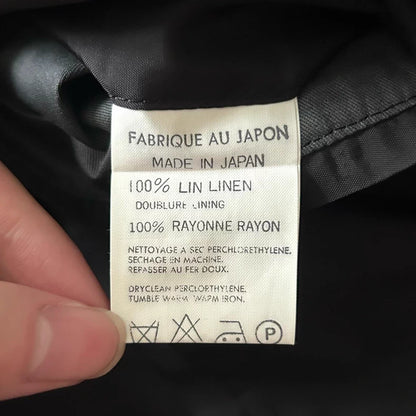 FABRIQUE AU JAPON
MADE IN JAPAN
100% LIN LINEN
DOUBLURE LINING
100% RAYONNE RAYON
NETTOYAGE A SEC PERCHLORETHYLENE.
SECHAGE EN MACHINE.
REPASSER AU FER DOUX.
DRYCLEAN PERCLORTHYLENE.
TUMBLE WARM WARM IRON.
P